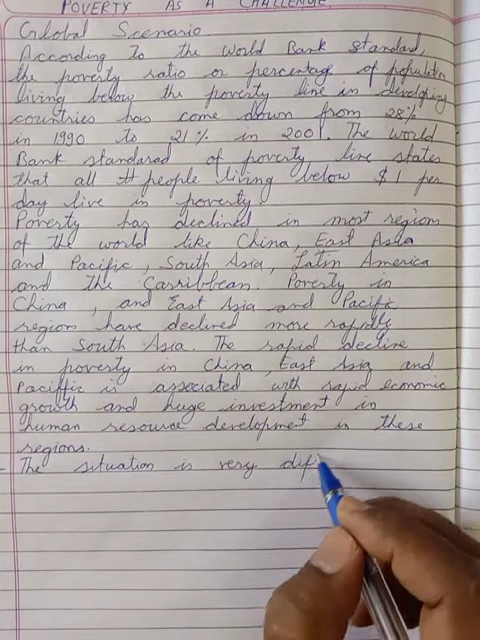 POVERTY AS A CHALLENGE
Global Scenario.
According to the World Bank standard,
the poverty ratio or percentage of population
living below the poverty line in developing
countries has come down from 28%
in 1990 to 21% in 2001. The world
Bank standarad of poverty line states
that all people living below $1 per
day live in poverty
Poverty has declined in most region
of the world like China, East Asia
and Pacific, South Asia, Latin America
and the Carribbean. Poverty in
China, and East Asia and Pacific
region have declined more rapidly
than South Asia. The rapid decline
in poverty in China, East Asia and
Pacific is associated with rapid economic
growth and huge investment in
human resource development in these
regions.
- The situation is very dif